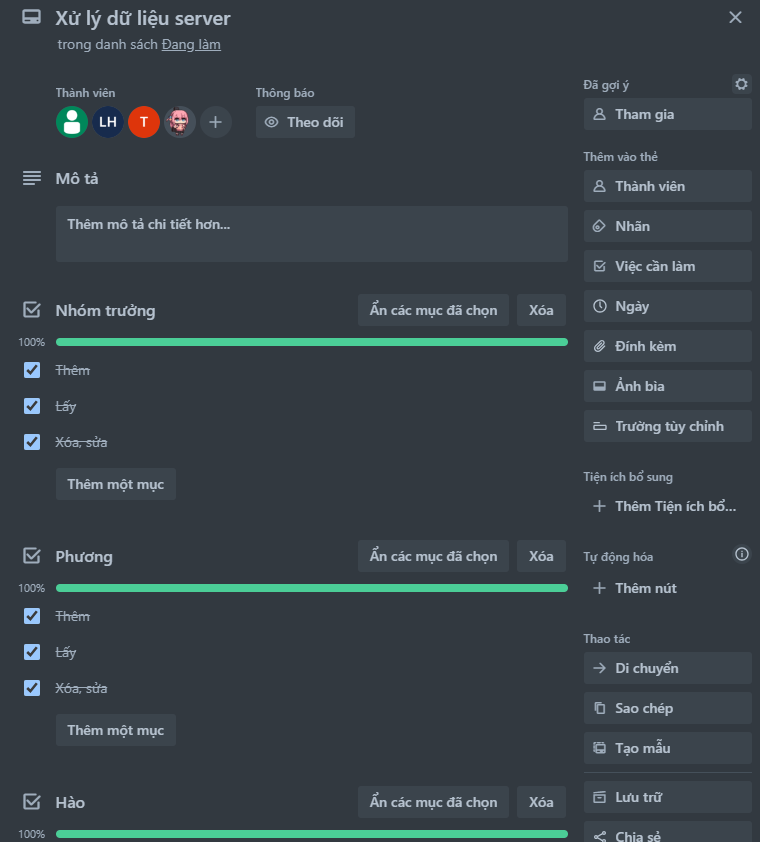 Xử lý dữ liệu server
trong danh sách Đang làm
Thành viên
LH
T
Thông báo
Theo dõi
Mô tả
Thêm mô tả chi tiết hơn...
Nhóm trưởng
Ẩn các mục đã chọn
Xóa
100%
Thêm
Lấy
Xóa, sửa
Thêm một mục
Phương
Ẩn các mục đã chọn
Xóa
100%
Thêm
Lấy
Xóa, sửa
Thêm một mục
Hào
Ẩn các mục đã chọn
Xóa
100%
Đã gợi ý
Tham gia
Thêm vào thẻ
Thành viên
Nhãn
Việc cần làm
Ngày
Đính kèm
Ảnh bìa
Trường tùy chỉnh
Tiện ích bổ sung
Thêm Tiện ích bổ...
Tự động hóa
Thêm nút
Thao tác
Di chuyển
Sao chép
Tạo mẫu
Lưu trữ
Chia sẻ